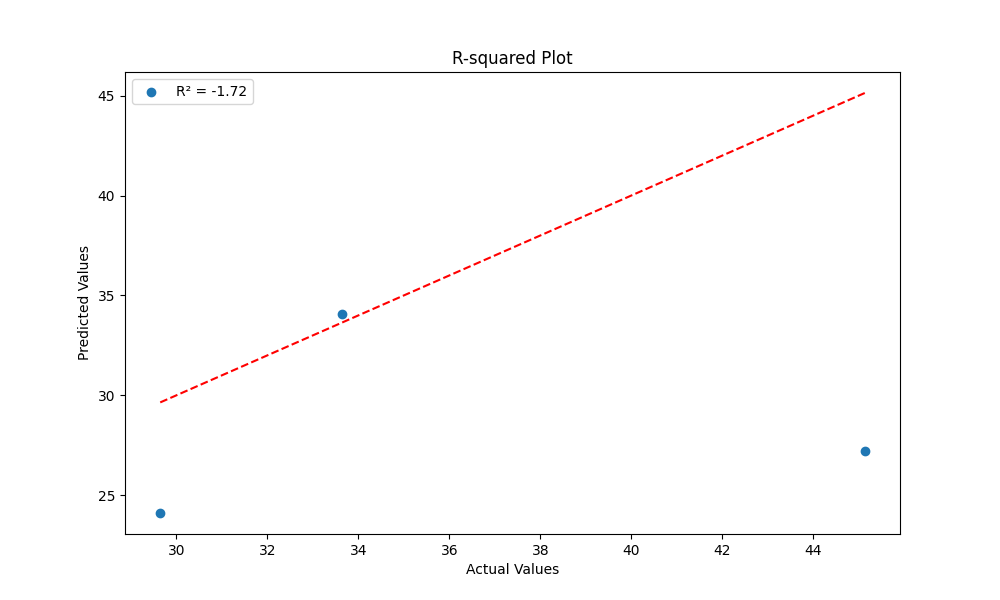 R-squared Plot
R² = -1.72
45
40
35
30
25
Predicted Values
30 32 34 36 38 40 42 44
Actual Values